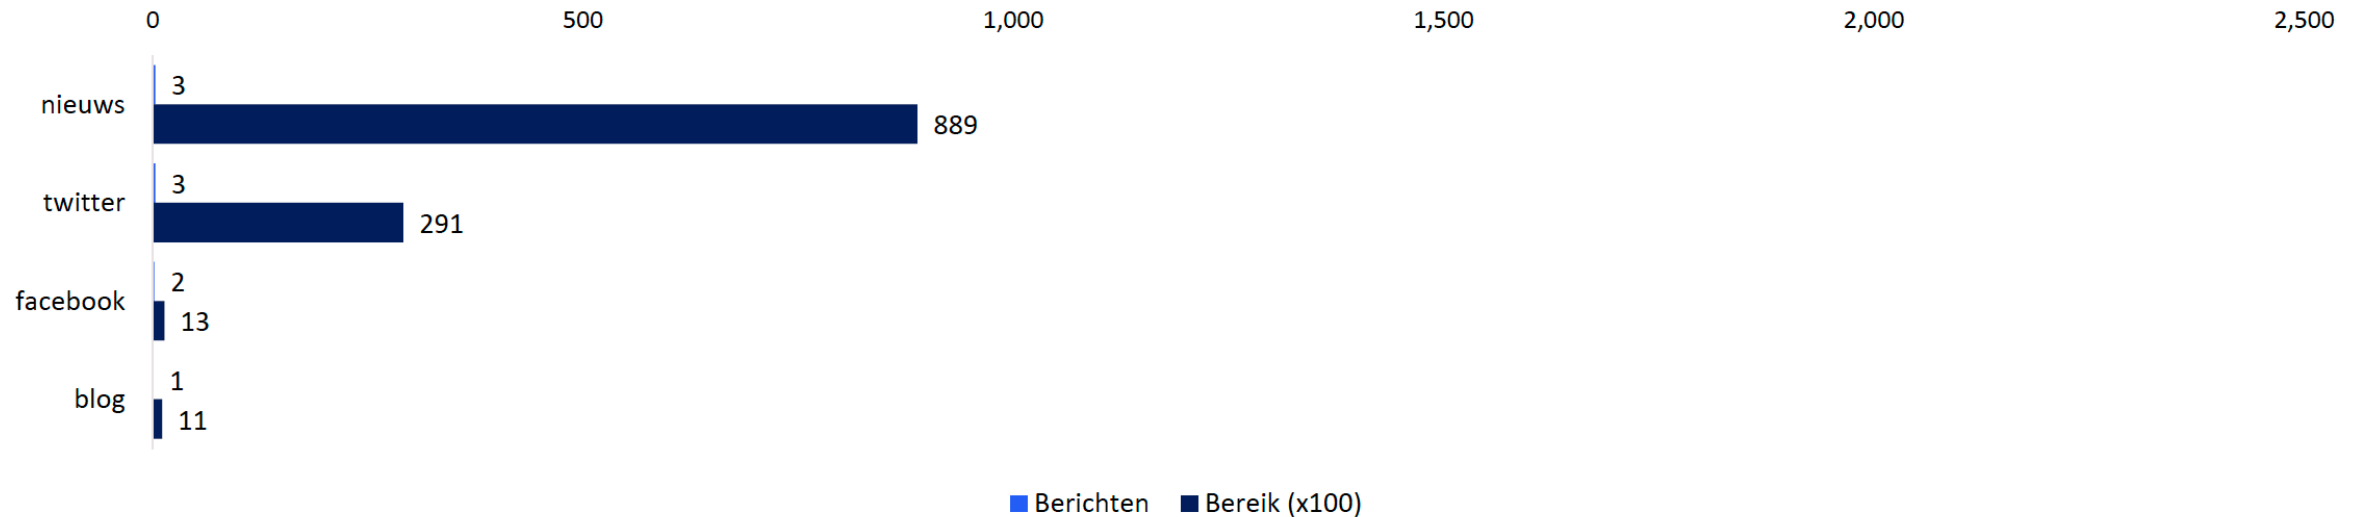 0 500 1,000 1,500 2,000 2,500
3
nieuws
889
3
twitter
291
2
facebook
13
1
blog
11
Berichten Bereik (x100)